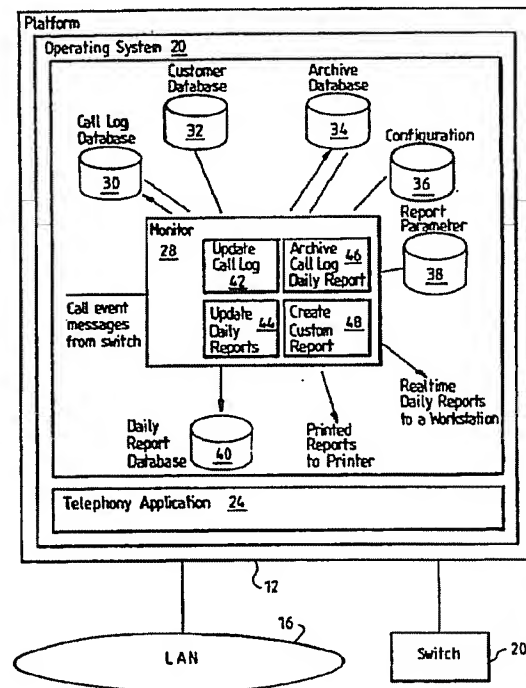 Platform
Operating System 20
Customer
Database
32
Archive
Database
34
Call Log
Database
30
Configuration
36
Report
Parameter
38
Monitor
28
Update
Call Log
42
Archive
Call Log
Daily Report
46
Update
Daily
Reports
44
Create
Custom
Report
48
Call event
messages
from switch
Realtime
Daily Reports
to a Workstation
Daily
Report
Database
40
Printed
Reports
to Printer
Telephony Application 24
12
16
LAN
Switch
20